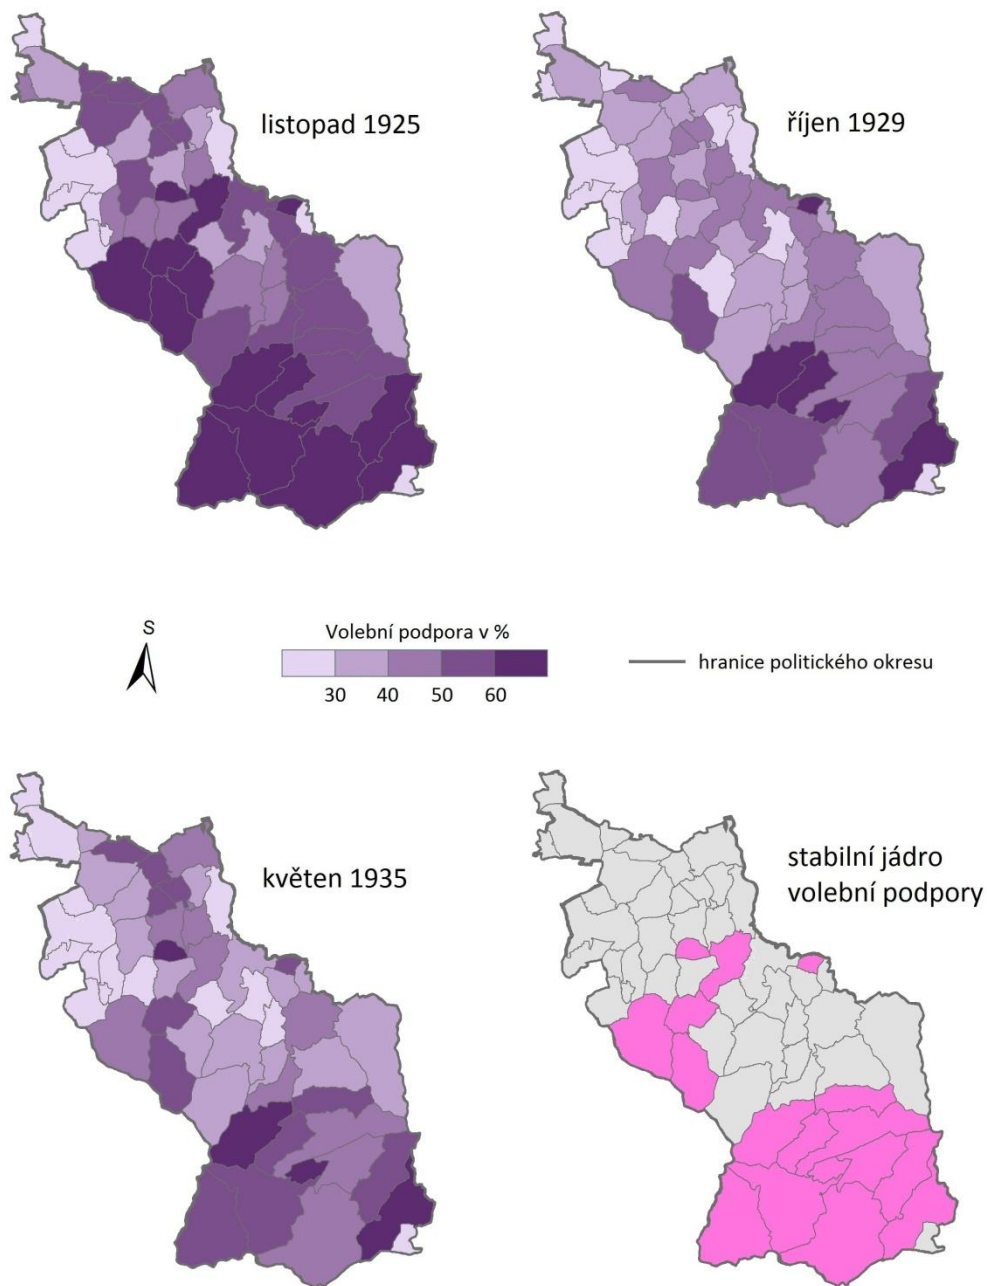 listopad 1925
říjen 1929
S
Volební podpora v %
30 40 50 60
hranice politického okresu
květen 1935
stabilní jádro
volební podpory